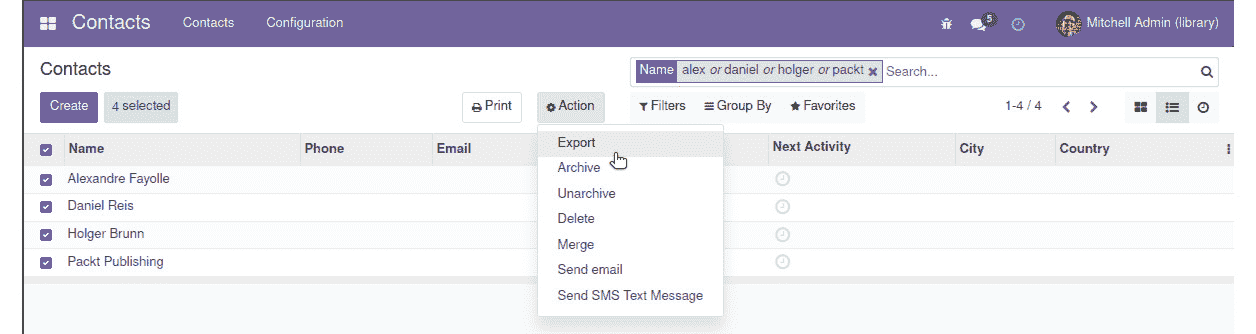 Contacts Contacts Configuration 5 Mitchell Admin (library)
Contacts Name alex or daniel or holger or packt Search...
Create 4 selected Print Action Filters Group By Favorites 1-4 / 4
Name Phone Email Next Activity City Country
Export
Archive
Unarchive
Delete
Merge
Send email
Send SMS Text Message
Alexandre Fayolle
Daniel Reis
Holger Brunn
Packt Publishing